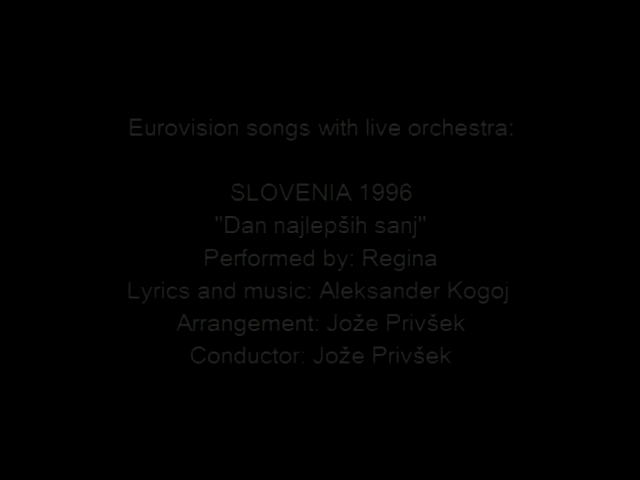 Eurovision songs with live orchestra:
SLOVENIA 1996
"Dan najlepših sanj"
Performed by: Regina
Lyrics and music: Aleksander Kogoj
Arrangement: Jože Privšek
Conductor: Jože Privšek